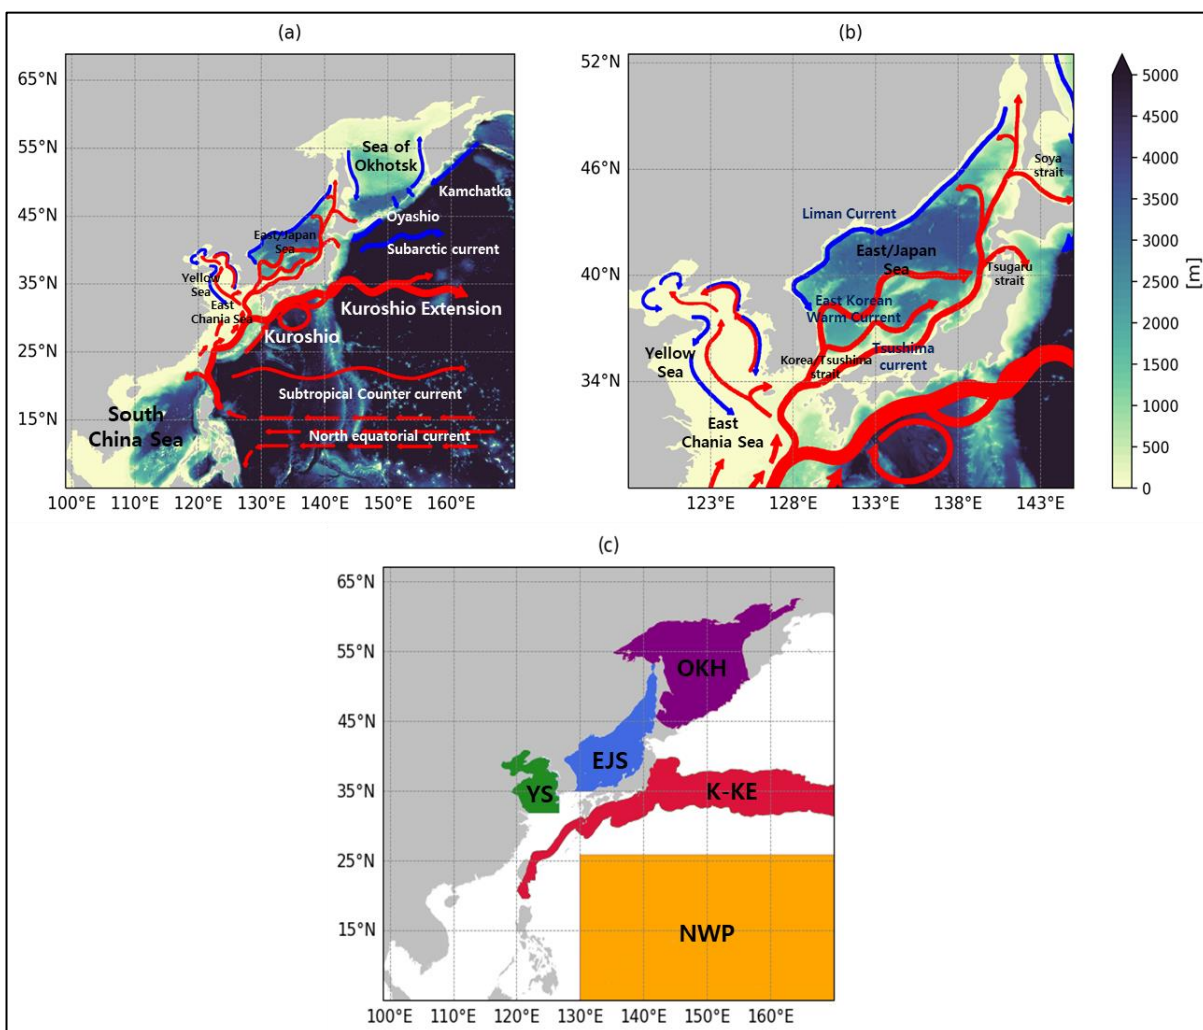 (a)
65°N
55°N
45°N
35°N
25°N
15°N
100°E
110°E
120°E
130°E
140°E
150°E
160°E
Sea of
Okhotsk
Kamchatka
Oyashio
Subarctic current
East/Japan
Sea
Yellow
Sea
East
Chania Sea
Kuroshio Extension
Kuroshio
Subtropical Counter current
South
China Sea
North equatorial current
(b)
52°N
46°N
40°N
34°N
123°E
128°E
133°E
138°E
143°E
Soya
strait
Liman Current
East/Japan
Sea
Tsugaru
strait
East Korean
Warm Current
Yellow
Sea
Korea/Tsushima
strait
Tsushima
current
East
Chania Sea
5000
4500
4000
3500
3000
2500
2000
1500
1000
500
0
[m]
(c)
65°N
55°N
45°N
35°N
25°N
15°N
100°E
110°E
120°E
130°E
140°E
150°E
160°E
OKH
EJS
YS
K-KE
NWP